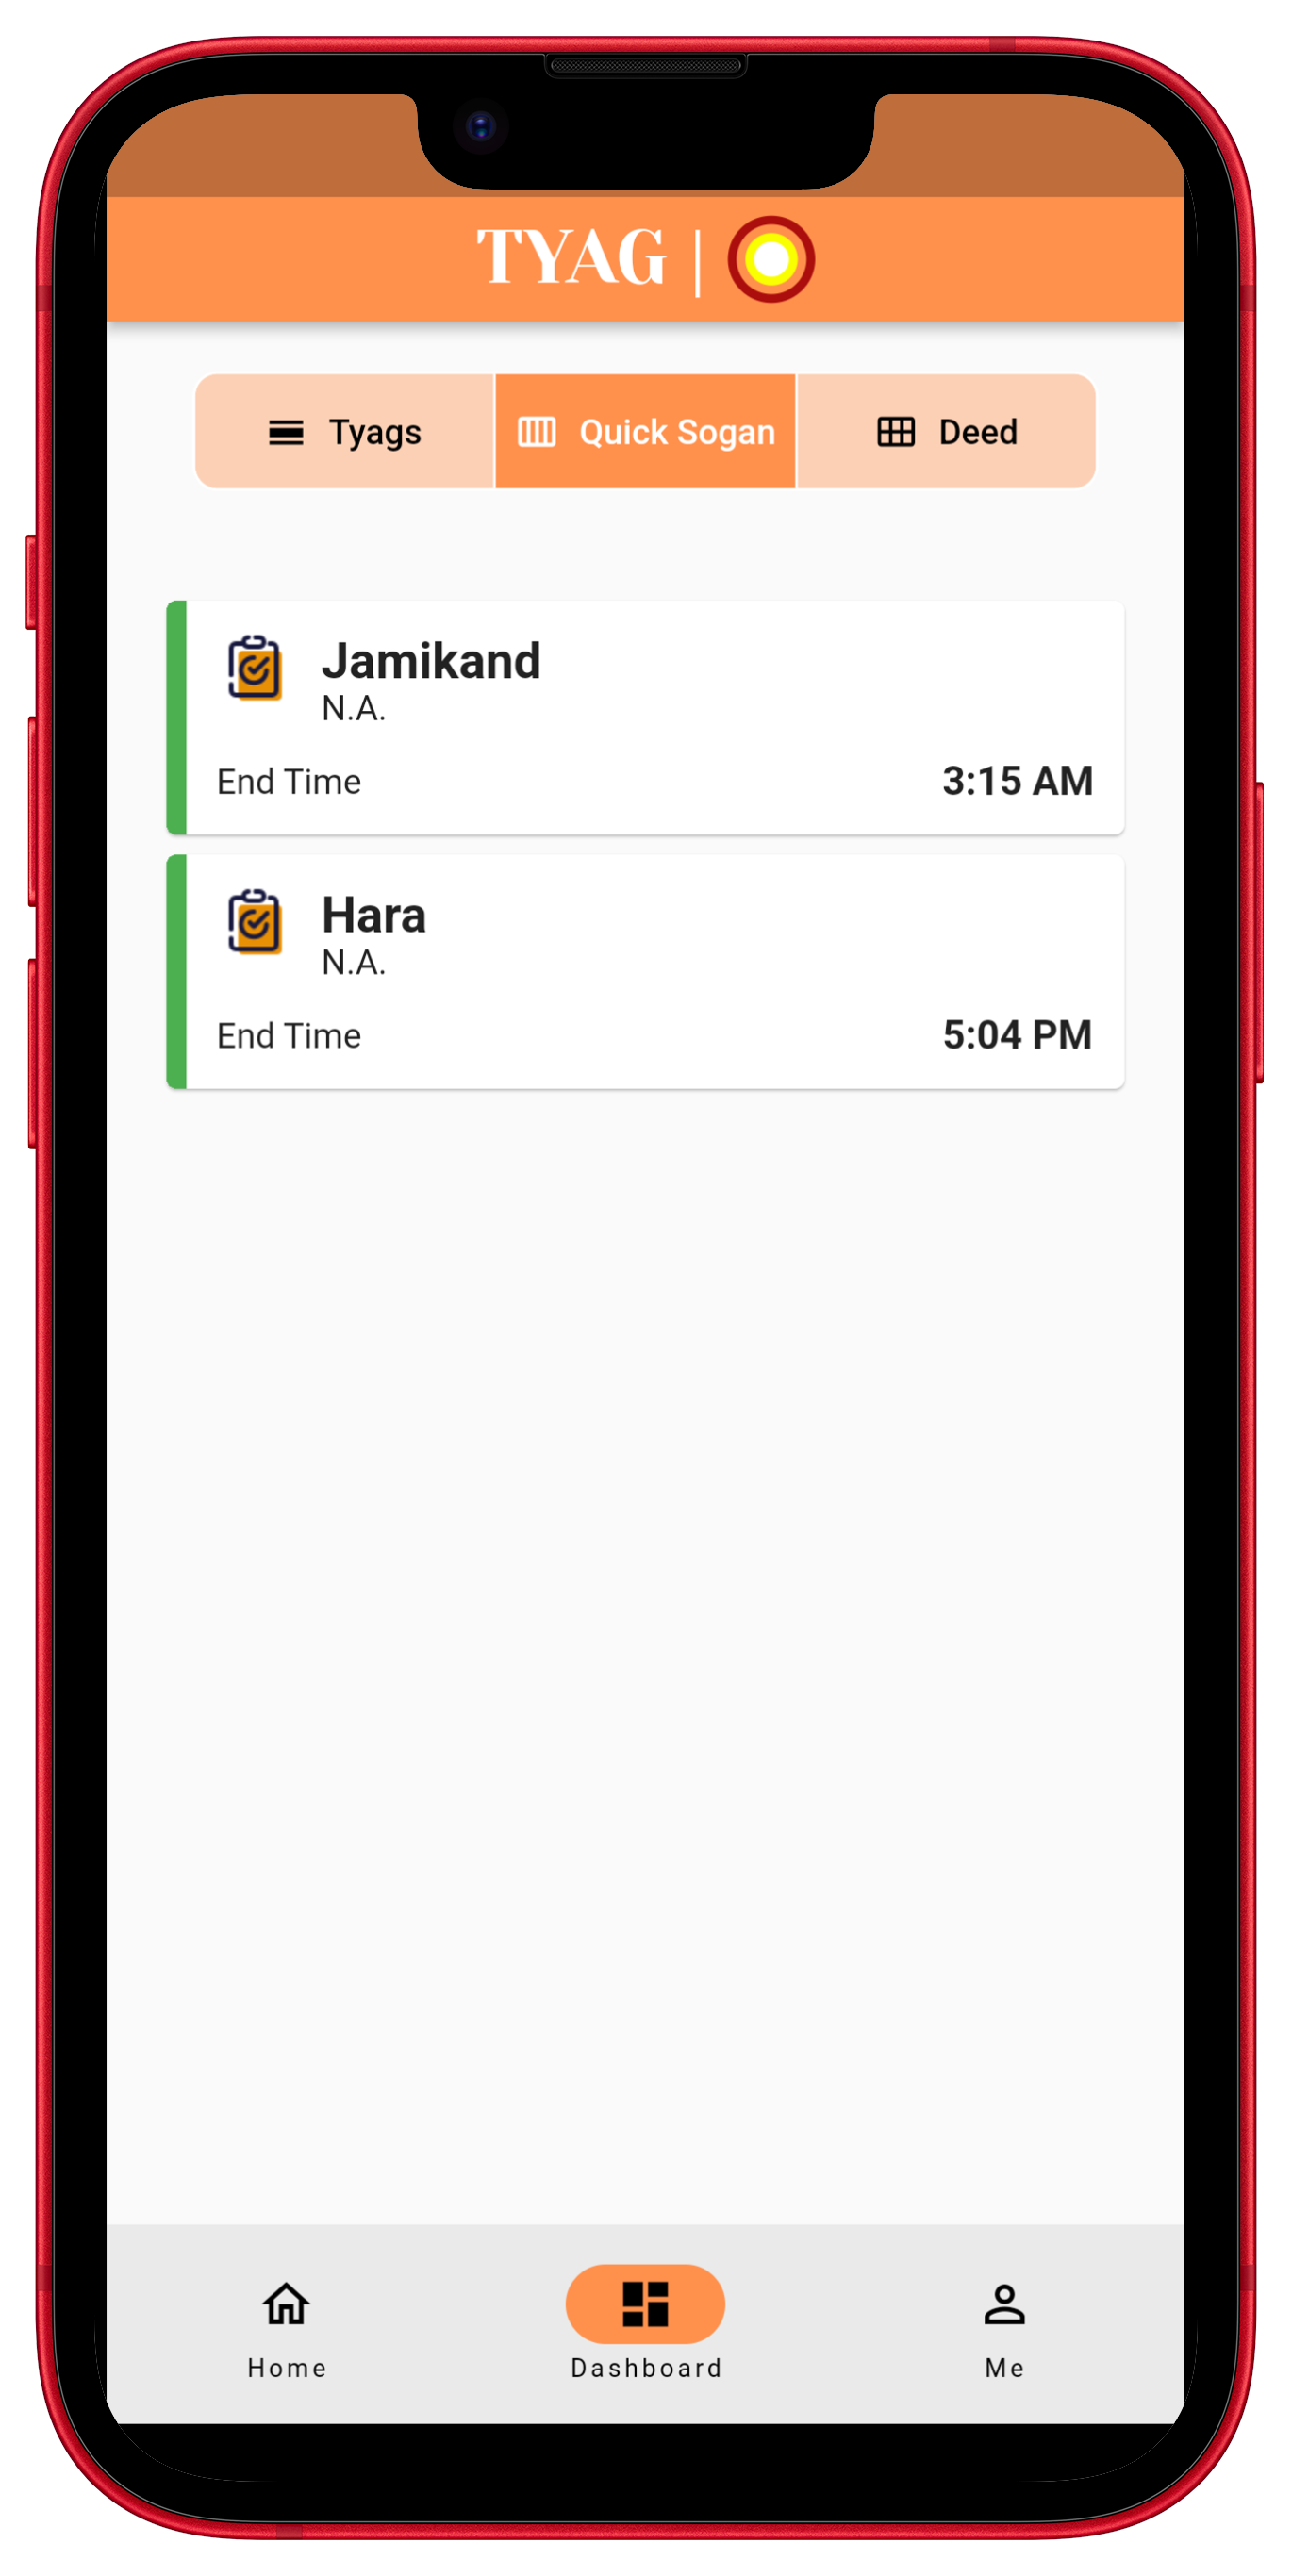 TYAG |
Tyags
Quick Sogan
Deed
Jamikand
N.A.
End Time 3:15 AM
Hara
N.A.
End Time 5:04 PM
Home
Dashboard
Me